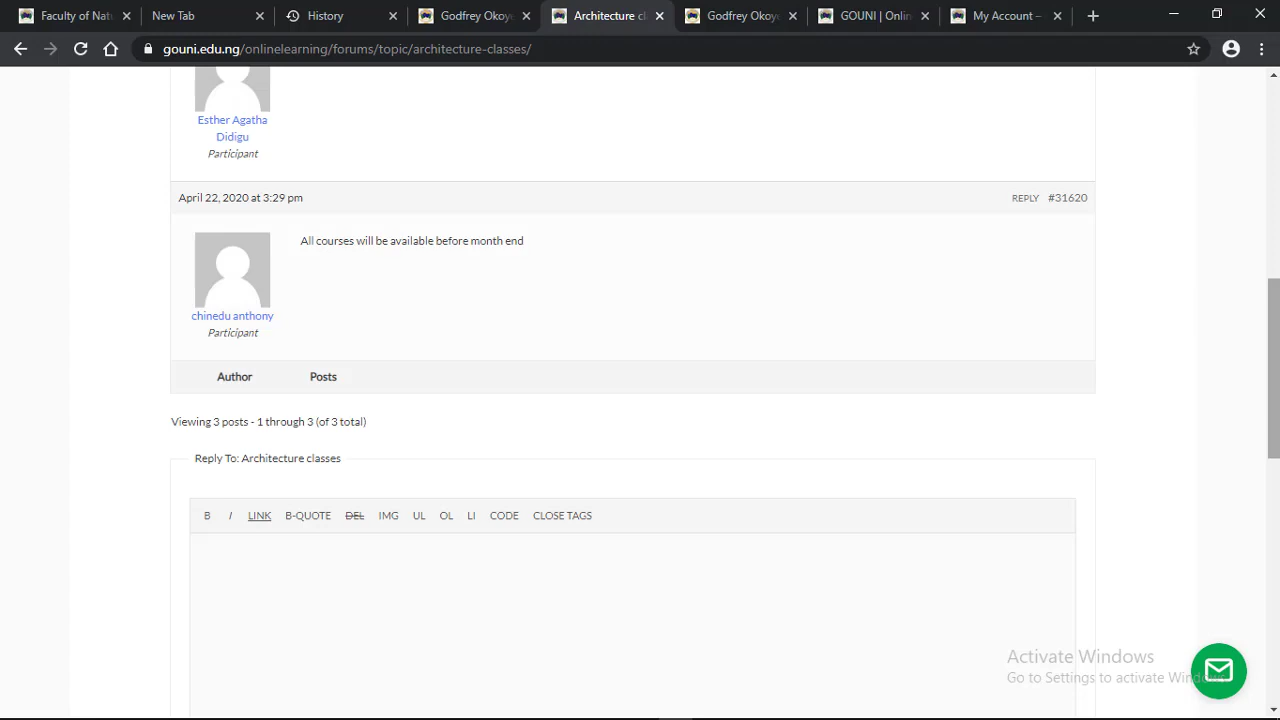 Faculty of Natu
New Tab
History
Godfrey Okoye
Architecture cl
Godfrey Okoye
GOUNI | Onlin
My Account –
gouni.edu.ng/onlinelearning/forums/topic/architecture-classes/
Esther Agatha
Didigu
Participant
April 22, 2020 at 3:29 pm
REPLY #31620
All courses will be available before month end
chinedu anthony
Participant
Author Posts
Viewing 3 posts - 1 through 3 (of 3 total)
Reply To: Architecture classes
B I LINK B-QUOTE DEL IMG UL OL LI CODE CLOSE TAGS
Activate Windows
Go to Settings to activate Windows.